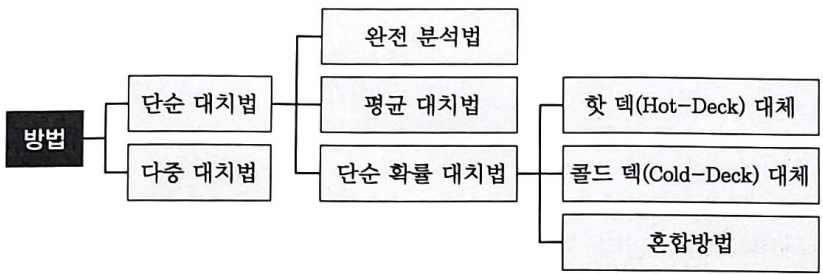 방법
단순 대치법
다중 대치법
완전 분석법
평균 대치법
단순 확률 대치법
핫 덱(Hot-Deck) 대체
콜드 덱(Cold-Deck) 대체
혼합방법